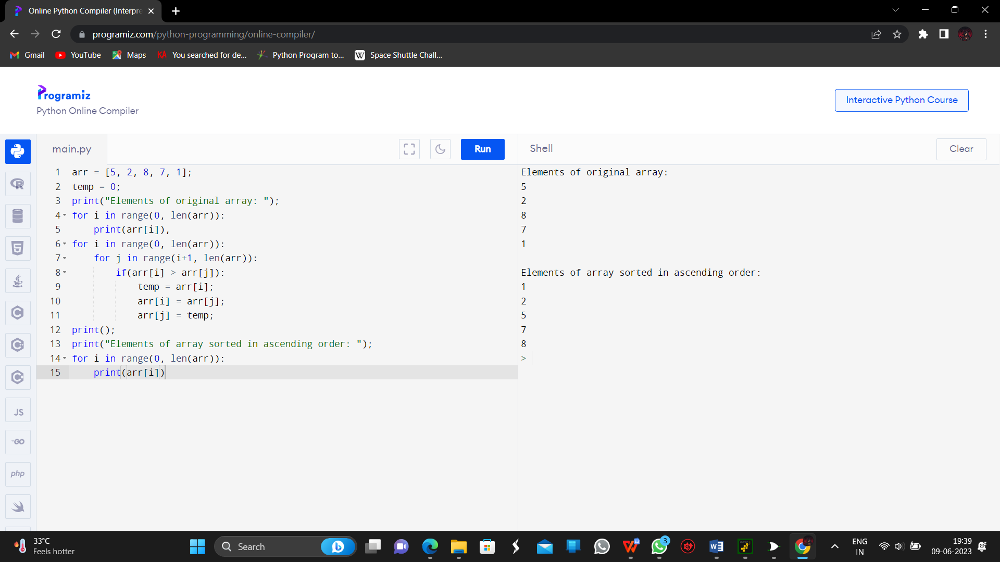 Online Python Compiler (Interpre
programiz.com/python-programming/online-compiler/
Gmail YouTube Maps KA You searched for de... Python Program to... W Space Shuttle Chall...
Programiz
Python Online Compiler
Interactive Python Course
main.py
Run
Shell
Clear
1 arr = [5, 2, 8, 7, 1];
2 temp = 0;
3 print("Elements of original array: ");
4 for i in range(0, len(arr)):
5     print(arr[i]),
6 for i in range(0, len(arr)):
7     for j in range(i+1, len(arr)):
8         if(arr[i] > arr[j]):
9             temp = arr[i];
10             arr[i] = arr[j];
11             arr[j] = temp;
12 print();
13 print("Elements of array sorted in ascending order: ");
14 for i in range(0, len(arr)):
15     print(arr[i])
Elements of original array:
5
2
8
7
1
Elements of array sorted in ascending order:
1
2
5
7
8
>
R
5
C
C
C
JS
GO
php
33°C
Feels hotter
Search
3
ENG
IN
19:39
09-06-2023